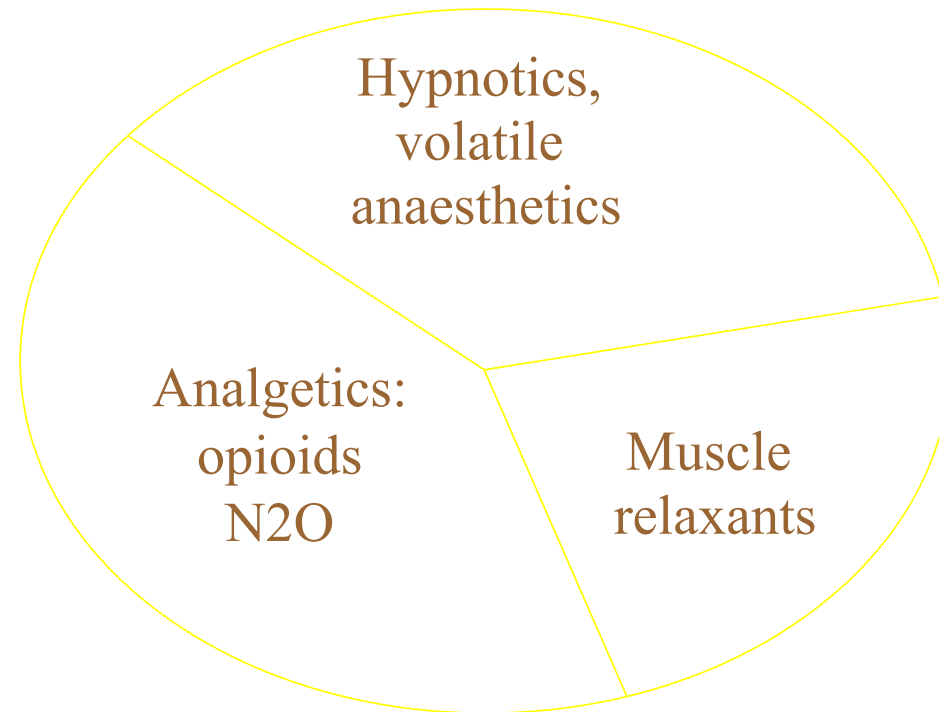 Hypnotics,
volatile
anaesthetics
Analgetics:
opioids
N2O
Muscle
relaxants